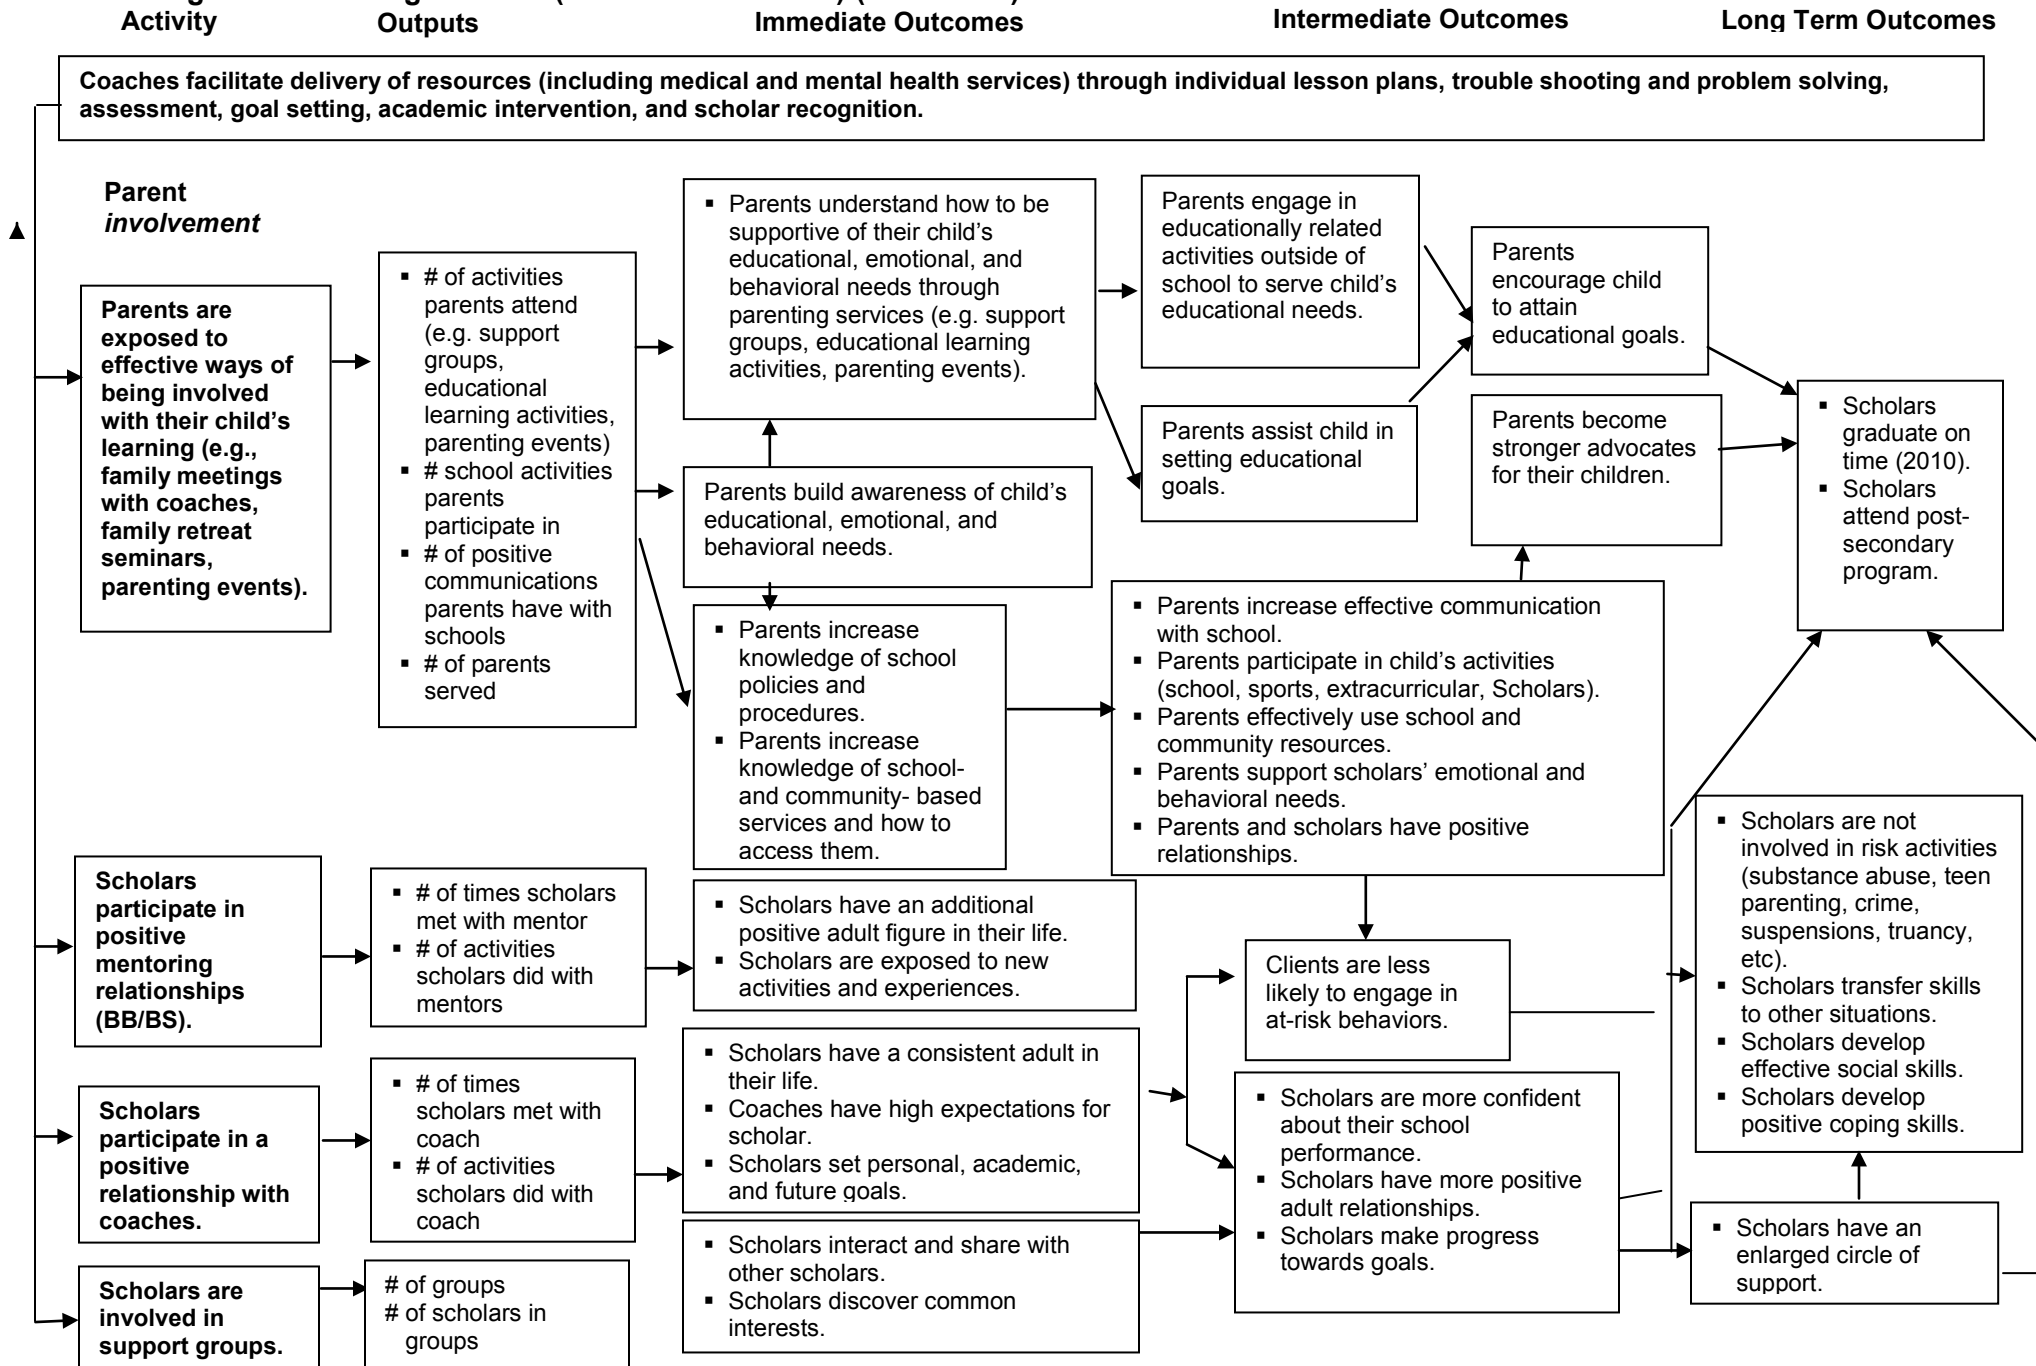 Activity
Outputs
Immediate Outcomes
Intermediate Outcomes
Long Term Outcomes
Coaches facilitate delivery of resources (including medical and mental health services) through individual lesson plans, trouble shooting and problem solving,
assessment, goal setting, academic intervention, and scholar recognition.
Parent
involvement
Parents are
exposed to
effective ways of
being involved
with their child’s
learning (e.g.,
family meetings
with coaches,
family retreat
seminars,
parenting events).
▪ # of activities
parents attend
(e.g. support
groups,
educational
learning activities,
parenting events)
▪ # school activities
parents
participate in
▪ # of positive
communications
parents have with
schools
▪ # of parents
served
▪ Parents understand how to be
supportive of their child’s
educational, emotional, and
behavioral needs through
parenting services (e.g. support
groups, educational learning
activities, parenting events).
Parents build awareness of child’s
educational, emotional, and
behavioral needs.
▪ Parents increase
knowledge of school
policies and
procedures.
▪ Parents increase
knowledge of school-
and community- based
services and how to
access them.
Parents engage in
educationally related
activities outside of
school to serve child’s
educational needs.
Parents assist child in
setting educational
goals.
Parents
encourage child
to attain
educational goals.
Parents become
stronger advocates
for their children.
▪ Parents increase effective communication
with school.
▪ Parents participate in child’s activities
(school, sports, extracurricular, Scholars).
▪ Parents effectively use school and
community resources.
▪ Parents support scholars’ emotional and
behavioral needs.
▪ Parents and scholars have positive
relationships.
▪ Scholars
graduate on
time (2010).
▪ Scholars
attend post-
secondary
program.
Scholars
participate in
positive
mentoring
relationships
(BB/BS).
▪ # of times scholars
met with mentor
▪ # of activities
scholars did with
mentors
▪ Scholars have an additional
positive adult figure in their life.
▪ Scholars are exposed to new
activities and experiences.
Clients are less
likely to engage in
at-risk behaviors.
▪ Scholars are not
involved in risk activities
(substance abuse, teen
parenting, crime,
suspensions, truancy,
etc).
▪ Scholars transfer skills
to other situations.
▪ Scholars develop
effective social skills.
▪ Scholars develop
positive coping skills.
Scholars
participate in a
positive
relationship with
coaches.
▪ # of times
scholars met with
coach
▪ # of activities
scholars did with
coach
▪ Scholars have a consistent adult in
their life.
▪ Coaches have high expectations for
scholar.
▪ Scholars set personal, academic,
and future goals.
▪ Scholars are more confident
about their school
performance.
▪ Scholars have more positive
adult relationships.
▪ Scholars make progress
towards goals.
Scholars are
involved in
support groups.
# of groups
# of scholars in
groups
▪ Scholars interact and share with
other scholars.
▪ Scholars discover common
interests.
▪ Scholars have an
enlarged circle of
support.